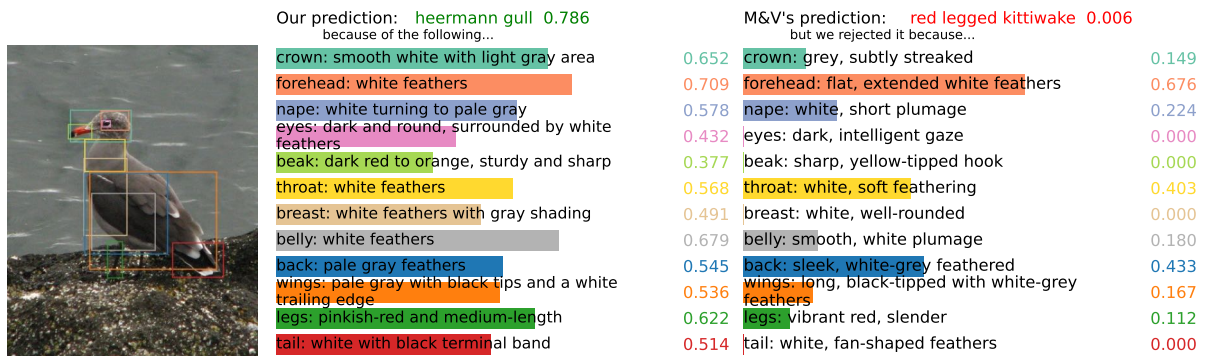 Our prediction: heermann gull 0.786
because of the following...
crown: smooth white with light gray area 0.652
forehead: white feathers 0.709
nape: white turning to pale gray 0.578
eyes: dark and round, surrounded by white
feathers 0.432
beak: dark red to orange, sturdy and sharp 0.377
throat: white feathers 0.568
breast: white feathers with gray shading 0.491
belly: white feathers 0.679
back: pale gray feathers 0.545
wings: pale gray with black tips and a white
trailing edge 0.536
legs: pinkish-red and medium-length 0.622
tail: white with black terminal band 0.514
M&V's prediction: red legged kittiwake 0.006
but we rejected it because...
crown: grey, subtly streaked 0.149
forehead: flat, extended white feathers 0.676
nape: white, short plumage 0.224
eyes: dark, intelligent gaze 0.000
beak: sharp, yellow-tipped hook 0.000
throat: white, soft feathering 0.403
breast: white, well-rounded 0.000
belly: smooth, white plumage 0.180
back: sleek, white-grey feathered 0.433
wings: long, black-tipped with white-grey
feathers 0.167
legs: vibrant red, slender 0.112
tail: white, fan-shaped feathers 0.000